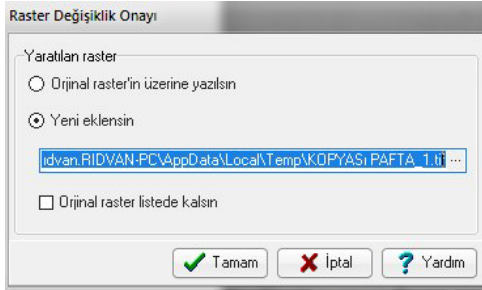 Raster Değişiklik Onayı
Yaratılan raster
Orjinal raster'in üzerine yazılsın
Yeni eklensin
ıdvan.RIDVAN-PC\AppData\Local\Temp\KOPYASı PAFTA_1.tif ...
Orjinal raster listede kalsın
Tamam
İptal
Yardım